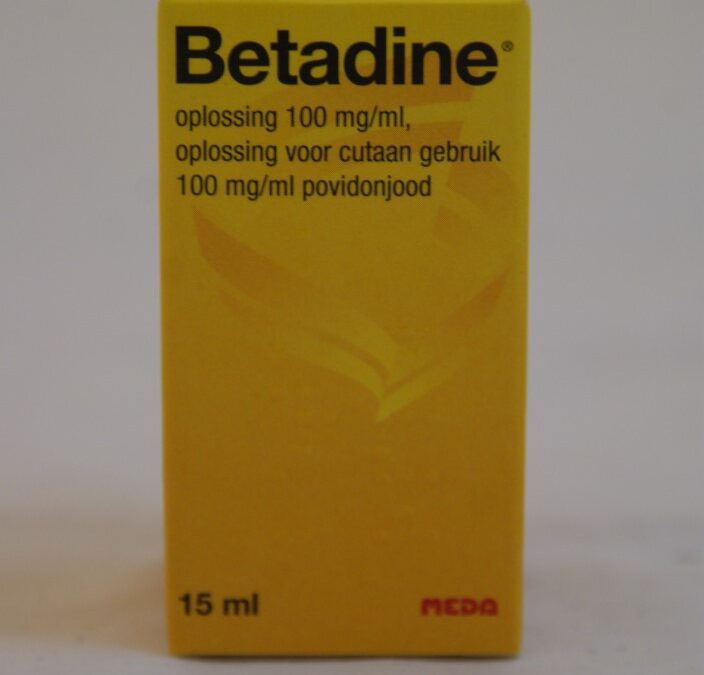 Betadine®
oplossing 100 mg/ml,
oplossing voor cutaan gebruik
100 mg/ml povidonjood
15 ml
MEDA